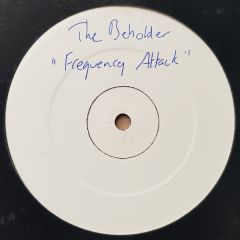 The Beholder
"Frequency Attack"